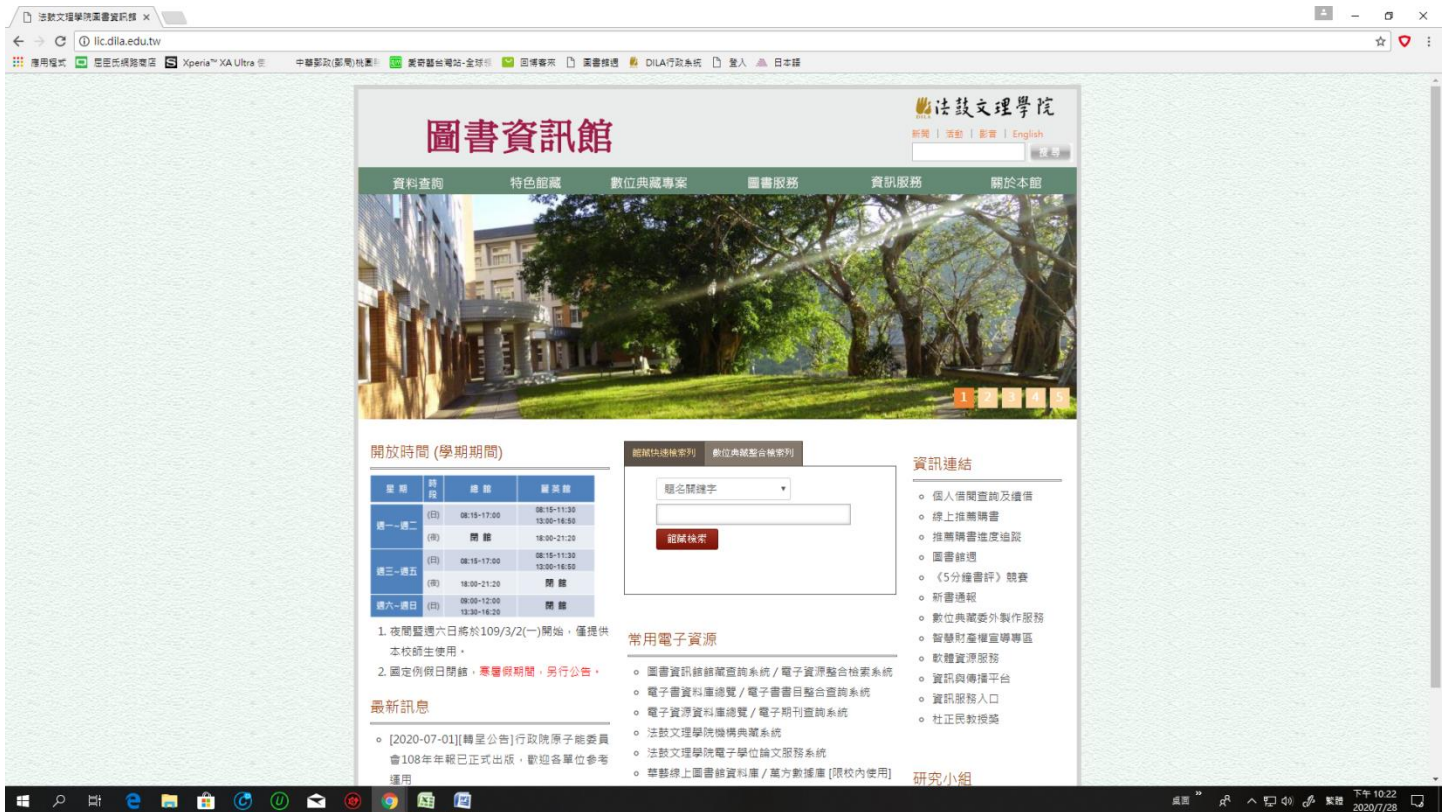 法鼓文理學院圖書資訊館
lic.dila.edu.tw
應用程式
屈臣氏網路商店
Xperia™ XA Ultra
中華郵政(郵局)桃園
愛奇藝台灣站-全球
回博客來
圖書館週
DILA行政系統
登入
日本語
圖書資訊館
法鼓文理學院
新聞 | 活動 | 影音 | English
搜尋
資料查詢 特色館藏 數位典藏專案 圖書服務 資訊服務 關於本館
1 2 3 4 5
開放時間 (學期期間)
星 期 時段 總 館 麗 英 館
週一~週二 (日) 08:15-17:00 08:15-11:30 13:00-16:50
(夜) 閉 館 18:00-21:20
週三~週五 (日) 08:15-17:00 08:15-11:30 13:00-16:50
(夜) 18:00-21:20 閉 館
週六~週日 (日) 09:00-12:00 13:30-16:20 閉 館
1. 夜間暨週六日將於109/3/2(一)開始，僅提供
本校師生使用。
2. 國定例假日閉館，寒暑假期間，另行公告。
最新訊息
[2020-07-01][轉呈公告]行政院原子能委員
會108年年報已正式出版，歡迎各單位參考
運用
館藏快速檢索列 數位典藏整合檢索列
題名關鍵字
館藏檢索
常用電子資源
圖書資訊館館藏查詢系統 / 電子資源整合檢索系統
電子書資料庫總覽 / 電子書書目整合查詢系統
電子資源資料庫總覽 / 電子期刊查詢系統
法鼓文理學院機構典藏系統
法鼓文理學院電子學位論文服務系統
華藝線上圖書館資料庫 / 萬方數據庫 [限校內使用]
資訊連結
個人借閱查詢及續借
線上推薦購書
推薦購書進度追蹤
圖書館週
《5分鐘書評》競賽
新書通報
數位典藏委外製作服務
智慧財產權宣導專區
軟體資源服務
資訊與傳播平台
資訊服務入口
杜正民教授獎
研究小組
桌面
繁體
下午 10:22
2020/7/28